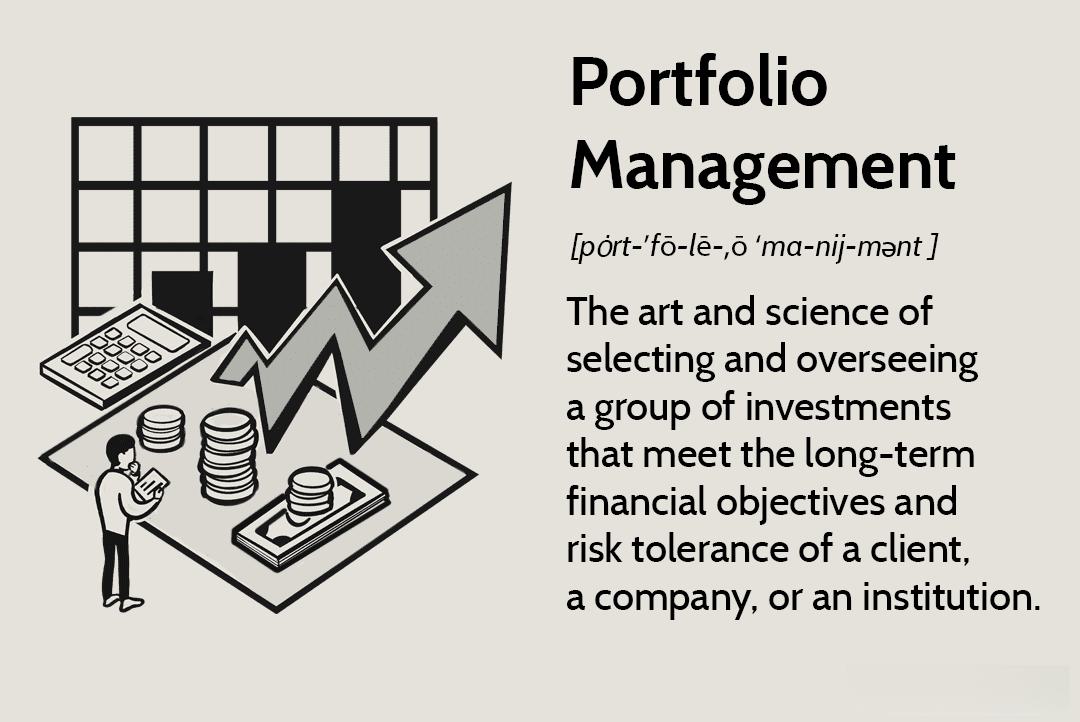 Portfolio
Management
[pȯrt-ˈfō-lē-ˌō ˈma-nij-mənt ]
The art and science of
selecting and overseeing
a group of investments
that meet the long-term
financial objectives and
risk tolerance of a client,
a company, or an institution.